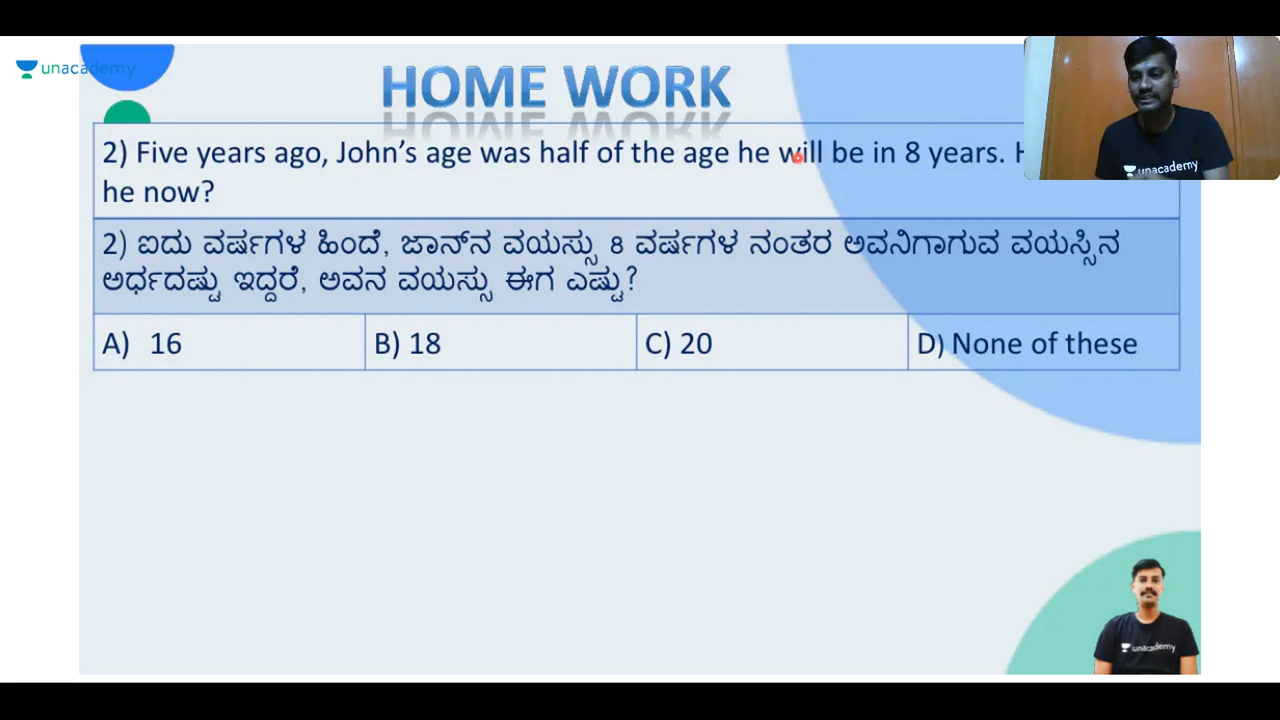 unacademy
HOME WORK
2) Five years ago, John’s age was half of the age he will be in 8 years.
he now?
2) ಐದು ವರ್ಷಗಳ ಹಿಂದೆ, ಜಾನ್‌ನ ವಯಸ್ಸು 8 ವರ್ಷಗಳ ನಂತರ ಅವನಿಗಾಗುವ ವಯಸ್ಸಿನ
ಅರ್ಧದಷ್ಟು ಇದ್ದರೆ, ಅವನ ವಯಸ್ಸು ಈಗ ಎಷ್ಟು?
A) 16 B) 18 C) 20 D) None of these
unacademy
unacademy